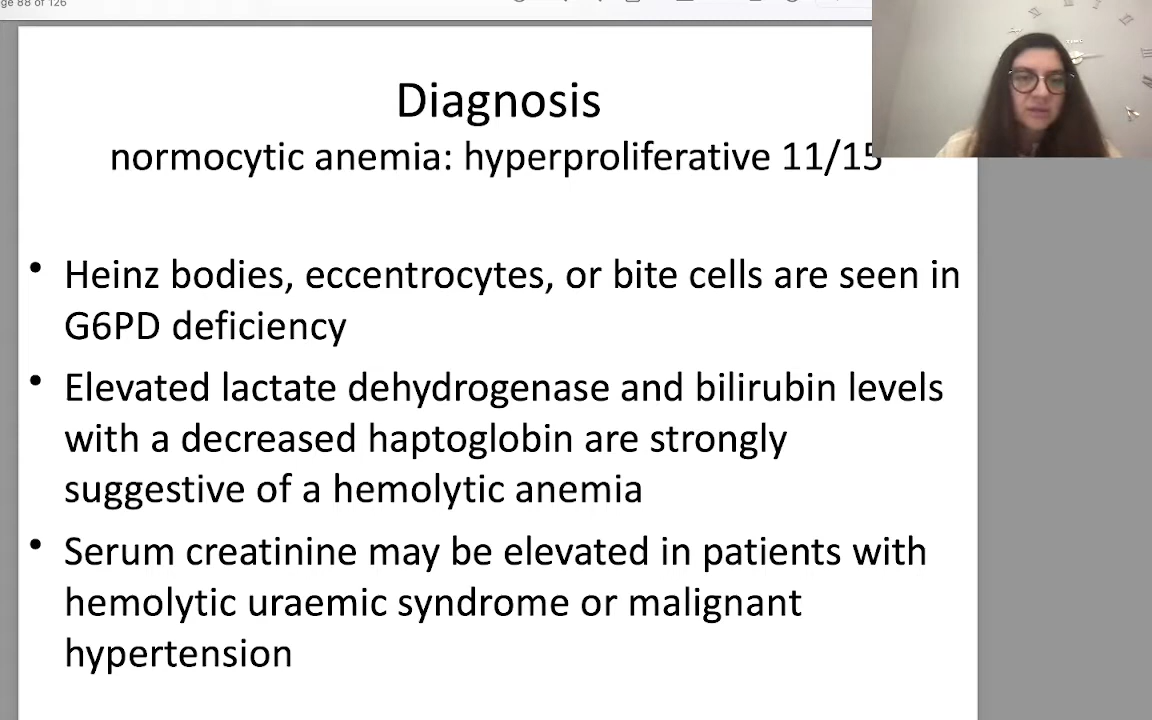 ge 88 of 126
Diagnosis
normocytic anemia: hyperproliferative 11/15
• Heinz bodies, eccentrocytes, or bite cells are seen in
G6PD deficiency
• Elevated lactate dehydrogenase and bilirubin levels
with a decreased haptoglobin are strongly
suggestive of a hemolytic anemia
• Serum creatinine may be elevated in patients with
hemolytic uraemic syndrome or malignant
hypertension